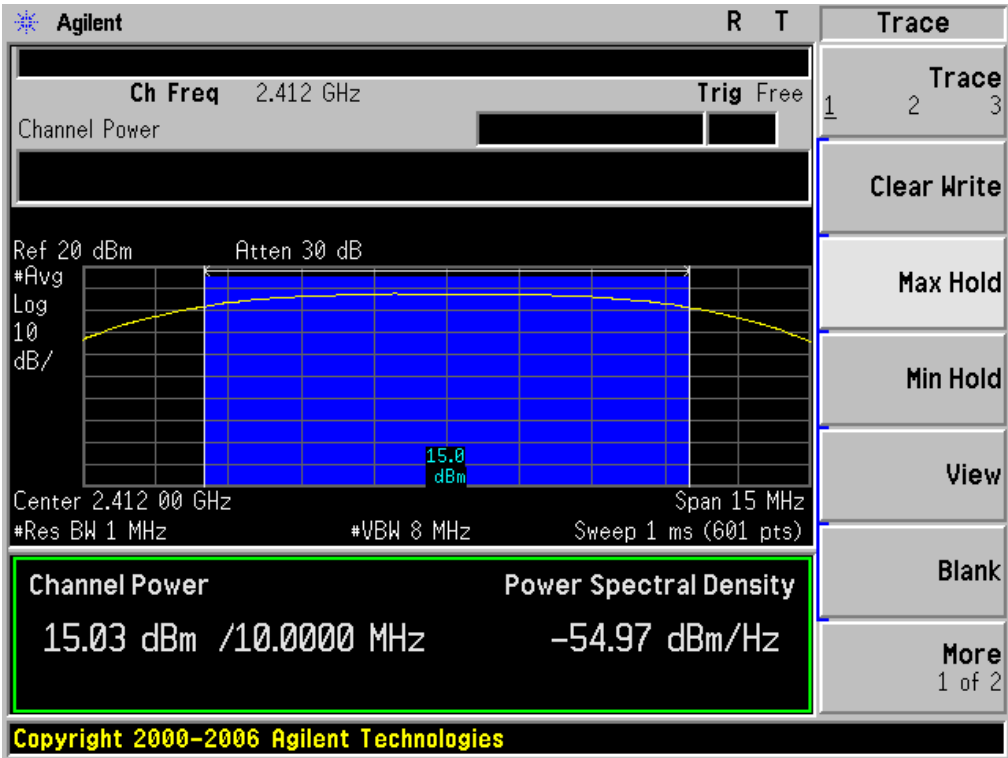 Agilent R T Trace
Ch Freq 2.412 GHz Trig Free
Channel Power
Trace
1 2 3
Clear Write
Max Hold
Min Hold
View
Blank
More
1 of 2
Ref 20 dBm Atten 30 dB
#Avg
Log
10
dB/
15.0
dBm
Center 2.412 00 GHz Span 15 MHz
#Res BW 1 MHz #VBW 8 MHz Sweep 1 ms (601 pts)
Channel Power Power Spectral Density
15.03 dBm /10.0000 MHz -54.97 dBm/Hz
Copyright 2000-2006 Agilent Technologies